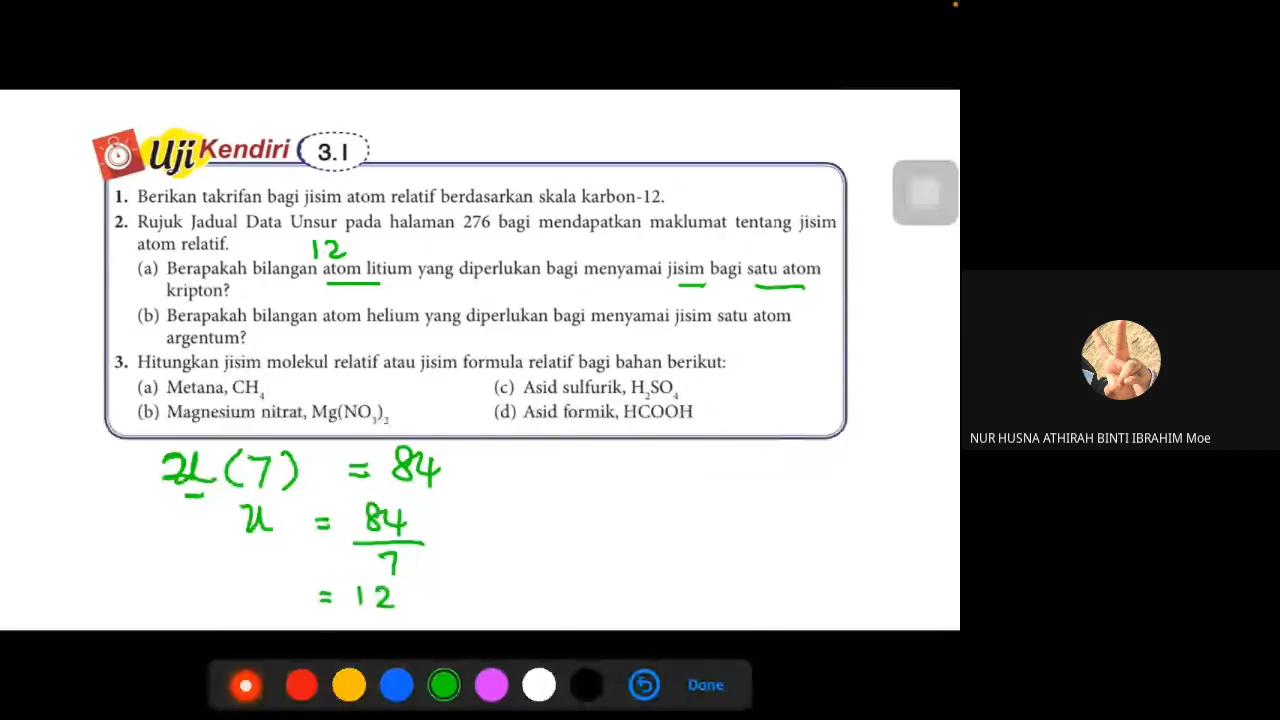 Uji Kendiri 3.1
1. Berikan takrifan bagi jisim atom relatif berdasarkan skala karbon-12.
2. Rujuk Jadual Data Unsur pada halaman 276 bagi mendapatkan maklumat tentang jisim
atom relatif.
12
(a) Berapakah bilangan atom litium yang diperlukan bagi menyamai jisim bagi satu atom
kripton?
(b) Berapakah bilangan atom helium yang diperlukan bagi menyamai jisim satu atom
argentum?
3. Hitungkan jisim molekul relatif atau jisim formula relatif bagi bahan berikut:
(a) Metana, CH₄ (c) Asid sulfurik, H₂SO₄
(b) Magnesium nitrat, Mg(NO₃)₂ (d) Asid formik, HCOOH
x(7) = 84
x = 84
7
= 12
NUR HUSNA ATHIRAH BINTI IBRAHIM Moe
Done